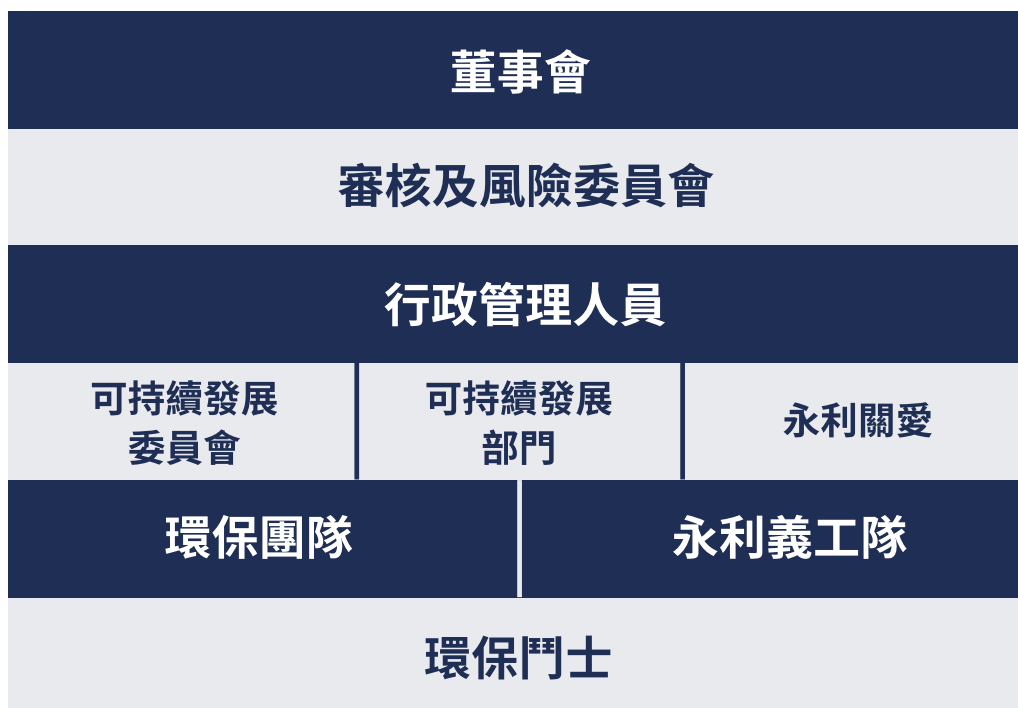 董事會
審核及風險委員會
行政管理人員
可持續發展
委員會
可持續發展
部門
永利關愛
環保團隊
永利義工隊
環保鬥士